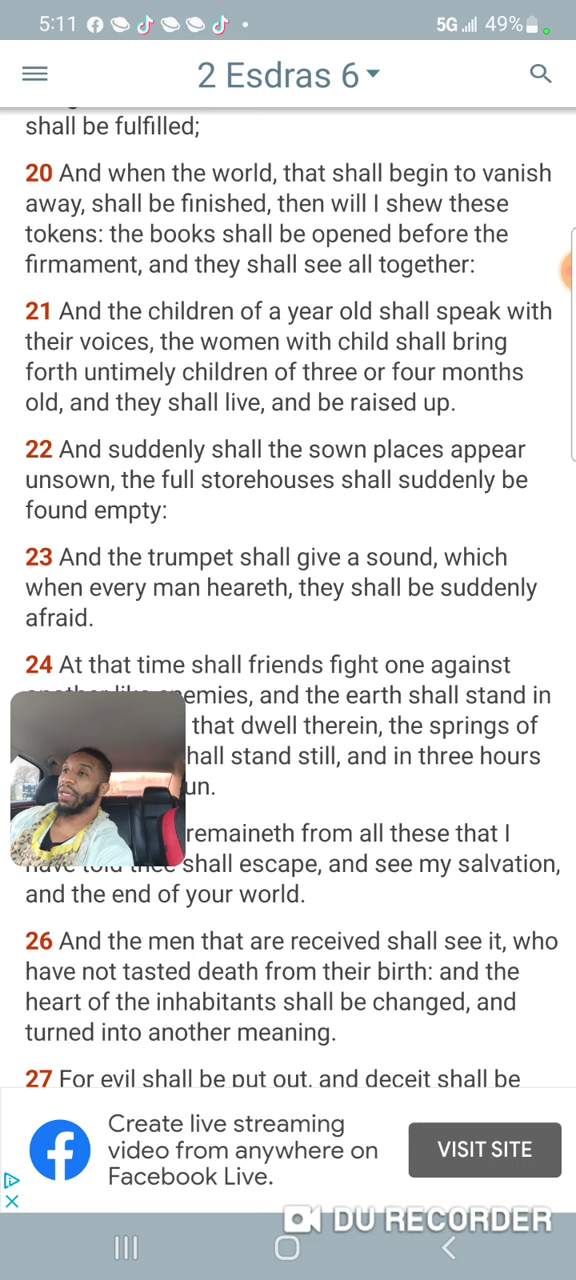 5:11
5G 49%
2 Esdras 6
shall be fulfilled;
20 And when the world, that shall begin to vanish
away, shall be finished, then will I shew these
tokens: the books shall be opened before the
firmament, and they shall see all together:
21 And the children of a year old shall speak with
their voices, the women with child shall bring
forth untimely children of three or four months
old, and they shall live, and be raised up.
22 And suddenly shall the sown places appear
unsown, the full storehouses shall suddenly be
found empty:
23 And the trumpet shall give a sound, which
when every man heareth, they shall be suddenly
afraid.
24 At that time shall friends fight one against
another like enemies, and the earth shall stand in
that dwell therein, the springs of
hall stand still, and in three hours
un.
remaineth from all these that I
have told thee shall escape, and see my salvation,
and the end of your world.
26 And the men that are received shall see it, who
have not tasted death from their birth: and the
heart of the inhabitants shall be changed, and
turned into another meaning.
27 For evil shall be put out, and deceit shall be
Create live streaming
video from anywhere on
Facebook Live.
VISIT SITE
DU RECORDER